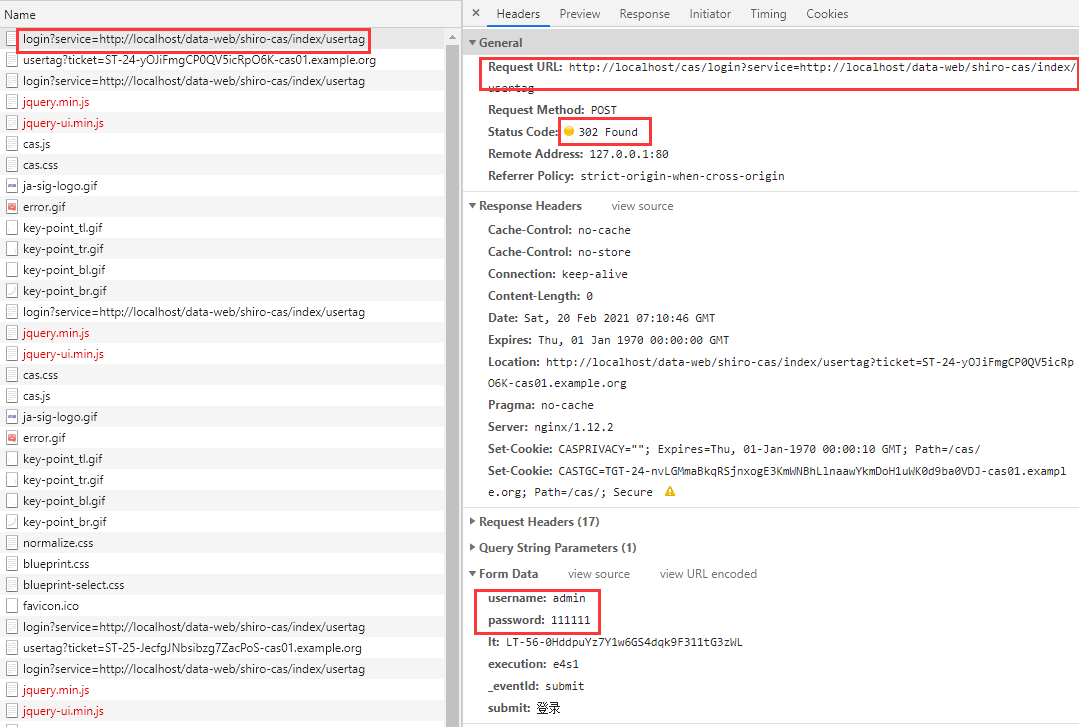 Name
login?service=http://localhost/data-web/shiro-cas/index/usertag
usertag?ticket=ST-24-yOJiFmgCP0QV5icRpO6K-cas01.example.org
login?service=http://localhost/data-web/shiro-cas/index/usertag
jquery.min.js
jquery-ui.min.js
cas.js
cas.css
ja-sig-logo.gif
error.gif
key-point_tl.gif
key-point_tr.gif
key-point_bl.gif
key-point_br.gif
login?service=http://localhost/data-web/shiro-cas/index/usertag
jquery.min.js
jquery-ui.min.js
cas.css
cas.js
ja-sig-logo.gif
error.gif
key-point_tl.gif
key-point_tr.gif
key-point_bl.gif
key-point_br.gif
normalize.css
blueprint.css
blueprint-select.css
favicon.ico
login?service=http://localhost/data-web/shiro-cas/index/usertag
usertag?ticket=ST-25-JecfgJNbsibzg7ZacPoS-cas01.example.org
login?service=http://localhost/data-web/shiro-cas/index/usertag
jquery.min.js
jquery-ui.min.js
× Headers Preview Response Initiator Timing Cookies
General
Request URL: http://localhost/cas/login?service=http://localhost/data-web/shiro-cas/index/
usertag
Request Method: POST
Status Code: 302 Found
Remote Address: 127.0.0.1:80
Referrer Policy: strict-origin-when-cross-origin
Response Headers view source
Cache-Control: no-cache
Cache-Control: no-store
Connection: keep-alive
Content-Length: 0
Date: Sat, 20 Feb 2021 07:10:46 GMT
Expires: Thu, 01 Jan 1970 00:00:00 GMT
Location: http://localhost/data-web/shiro-cas/index/usertag?ticket=ST-24-yOJiFmgCP0QV5icRp
O6K-cas01.example.org
Pragma: no-cache
Server: nginx/1.12.2
Set-Cookie: CASPRIVACY=""; Expires=Thu, 01-Jan-1970 00:00:10 GMT; Path=/cas/
Set-Cookie: CASTGC=TGT-24-nvLGMmaBkqRSjnxogE3KmWNBhLlnaawYkmDoH1uWK0d9ba0VDJ-cas01.exampl
e.org; Path=/cas/; Secure
Request Headers (17)
Query String Parameters (1)
Form Data view source view URL encoded
username: admin
password: 111111
lt: LT-56-0HddpuYz7Y1w6GS4dqk9F311tG3zWL
execution: e4s1
_eventId: submit
submit: 登录